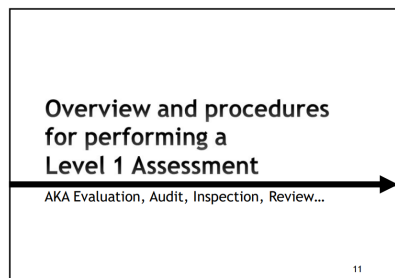 Overview and procedures
for performing a
Level 1 Assessment
AKA Evaluation, Audit, Inspection, Review…
11